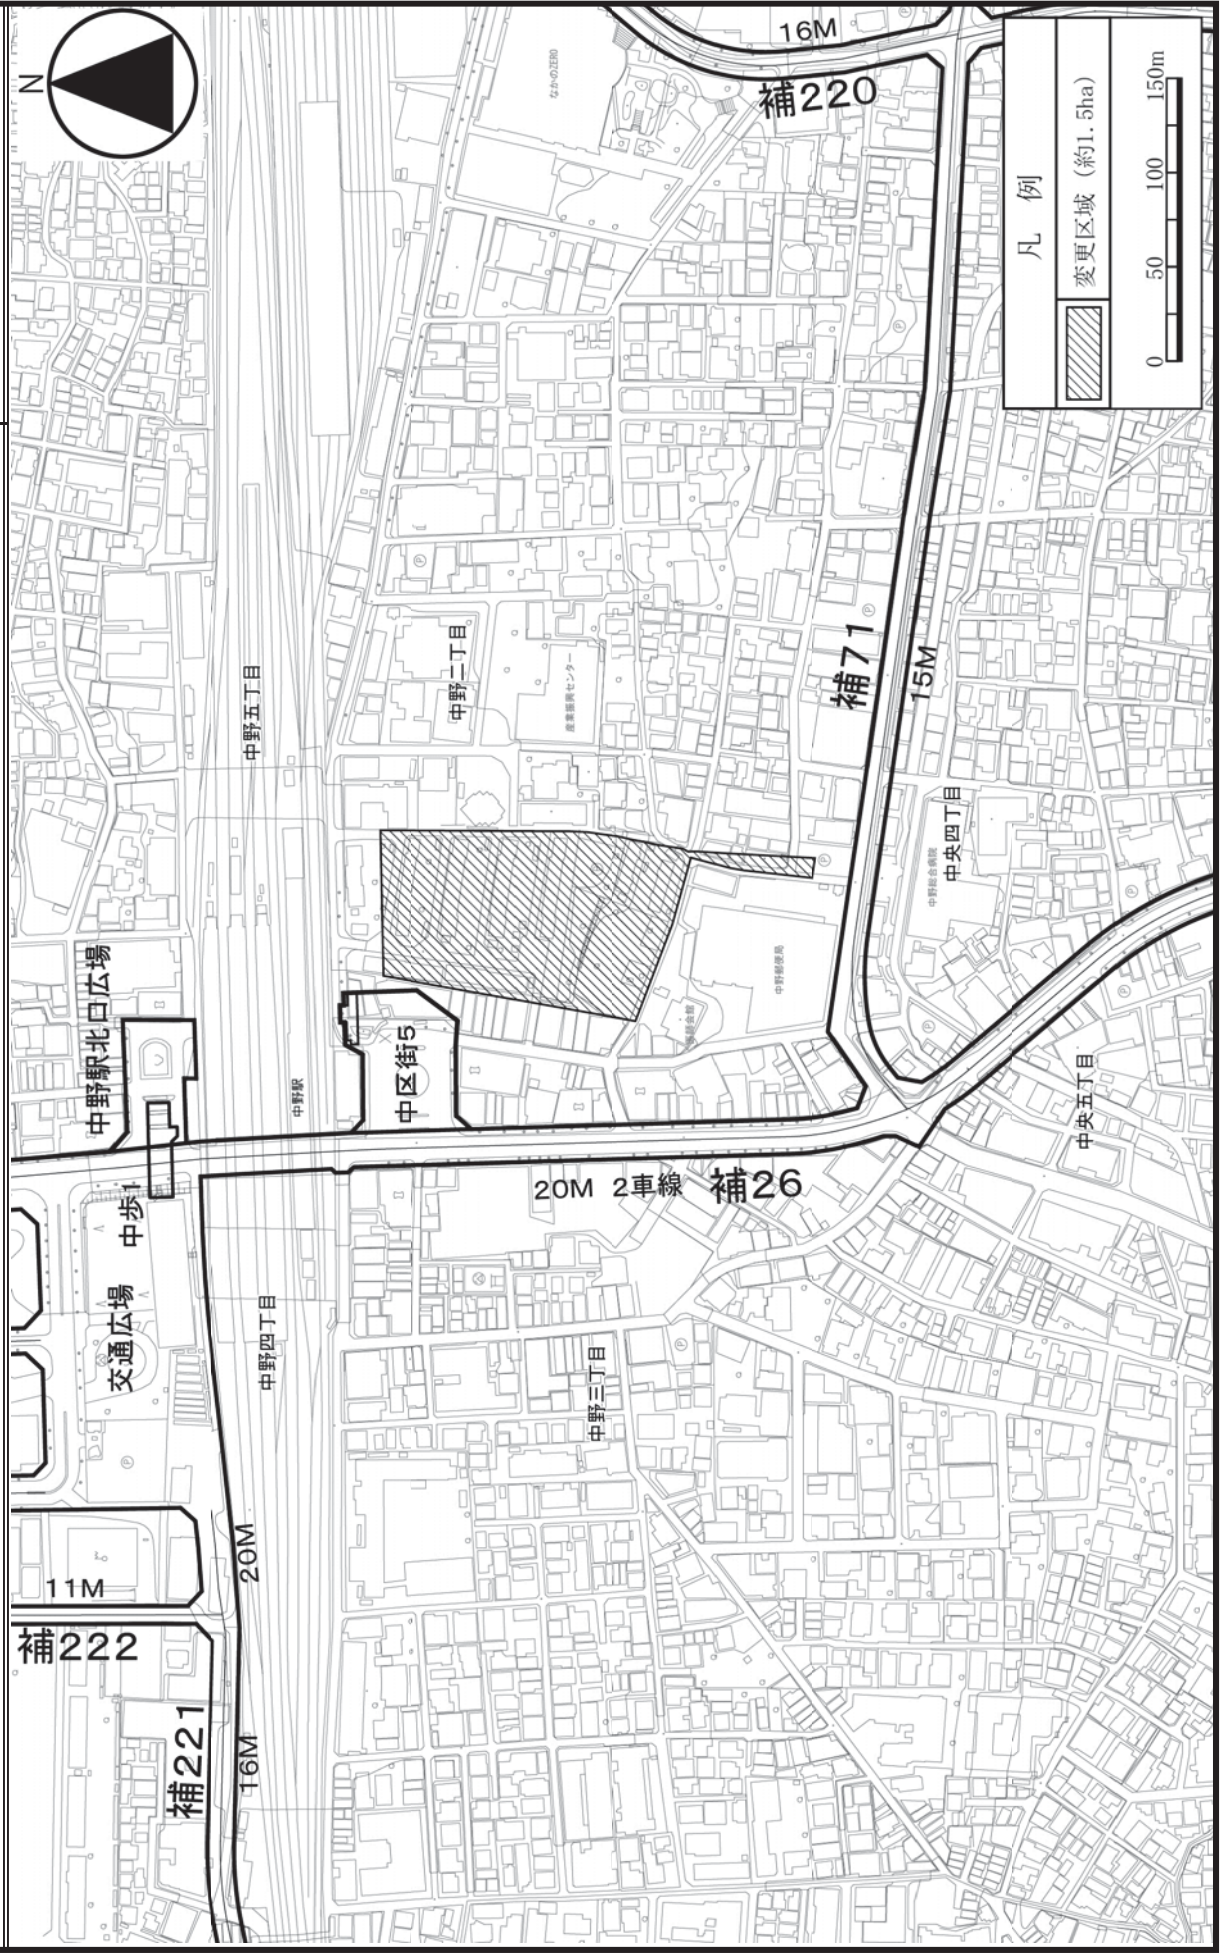 N
16M
補220
なかのZERO
凡 例
変更区域 (約1.5ha)
0 50 100 150m
中野五丁目
中野二丁目
産業振興センター
補71
15M
中央四丁目
中野総合病院
中野郵便局
中野駅北口広場
中野駅
中区街5
中央五丁目
20M 2車線 補26
中歩1
交通広場
中野四丁目
中野三丁目
20M
11M
補222
補221
16M
P
P
P
P
P
P
P
P
P